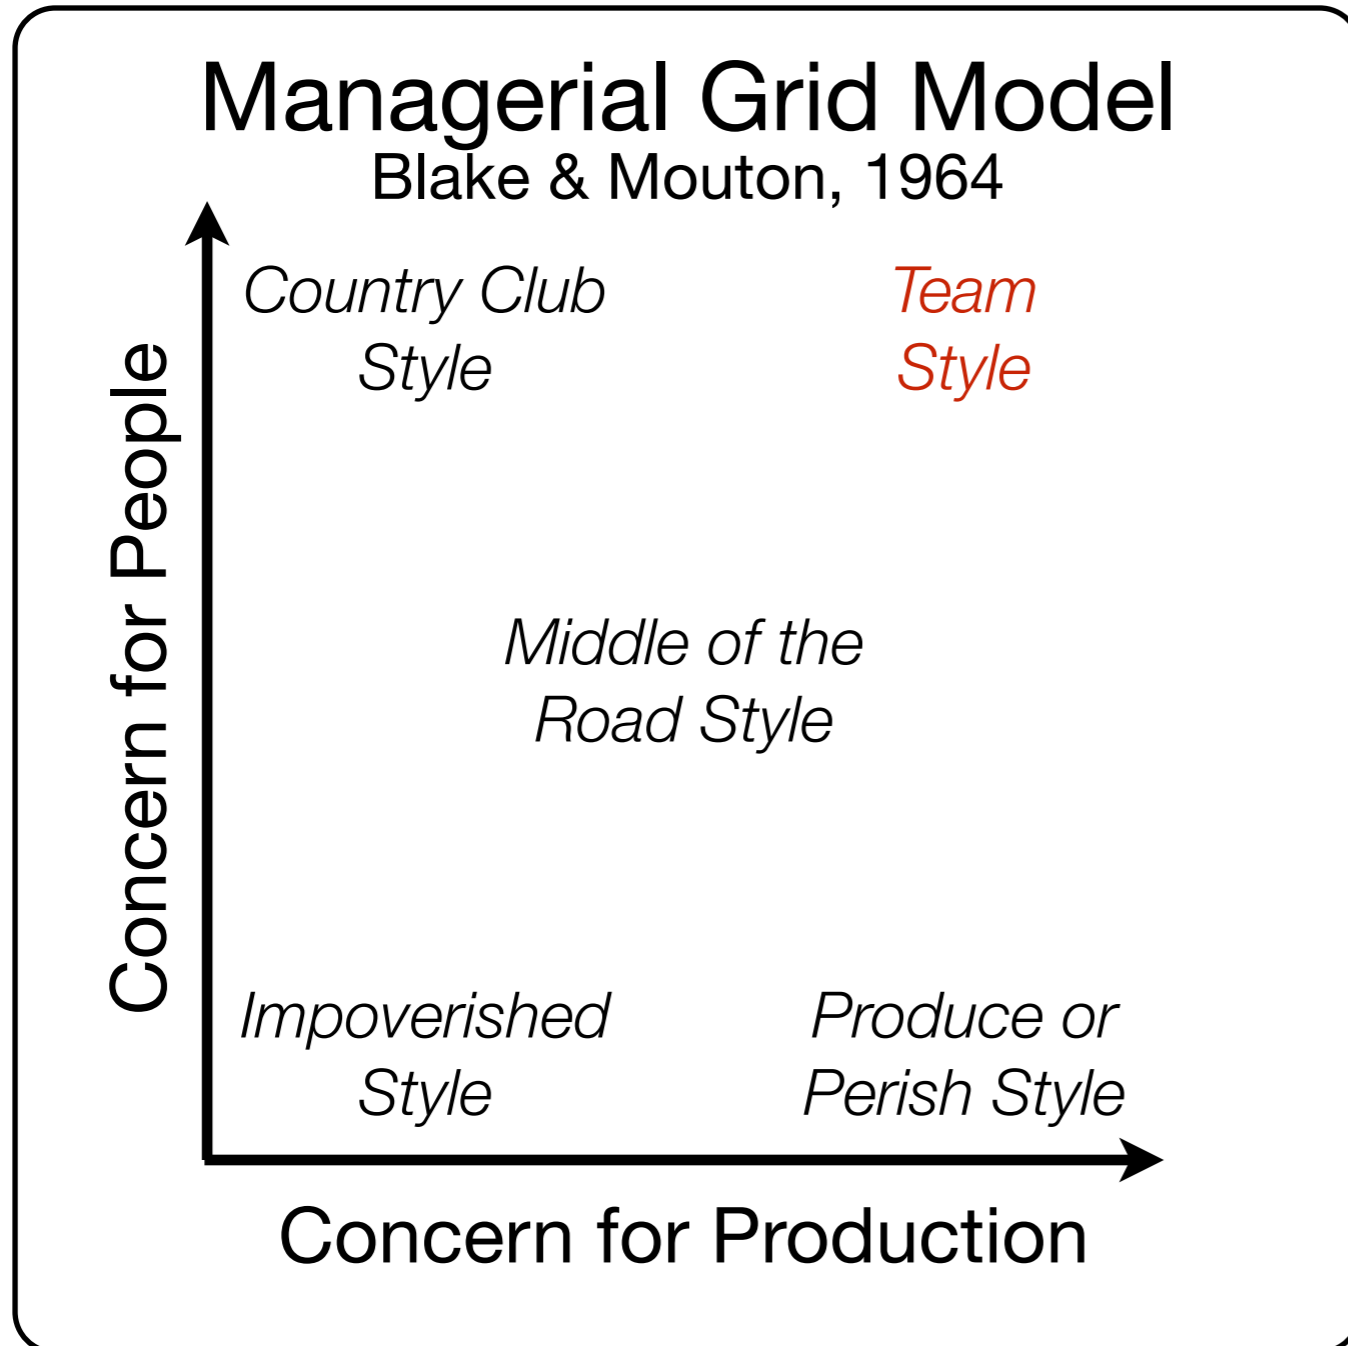 Managerial Grid Model
Blake & Mouton, 1964
Country Club
Style
Team
Style
Concern for People
Middle of the
Road Style
Impoverished
Style
Produce or
Perish Style
Concern for Production